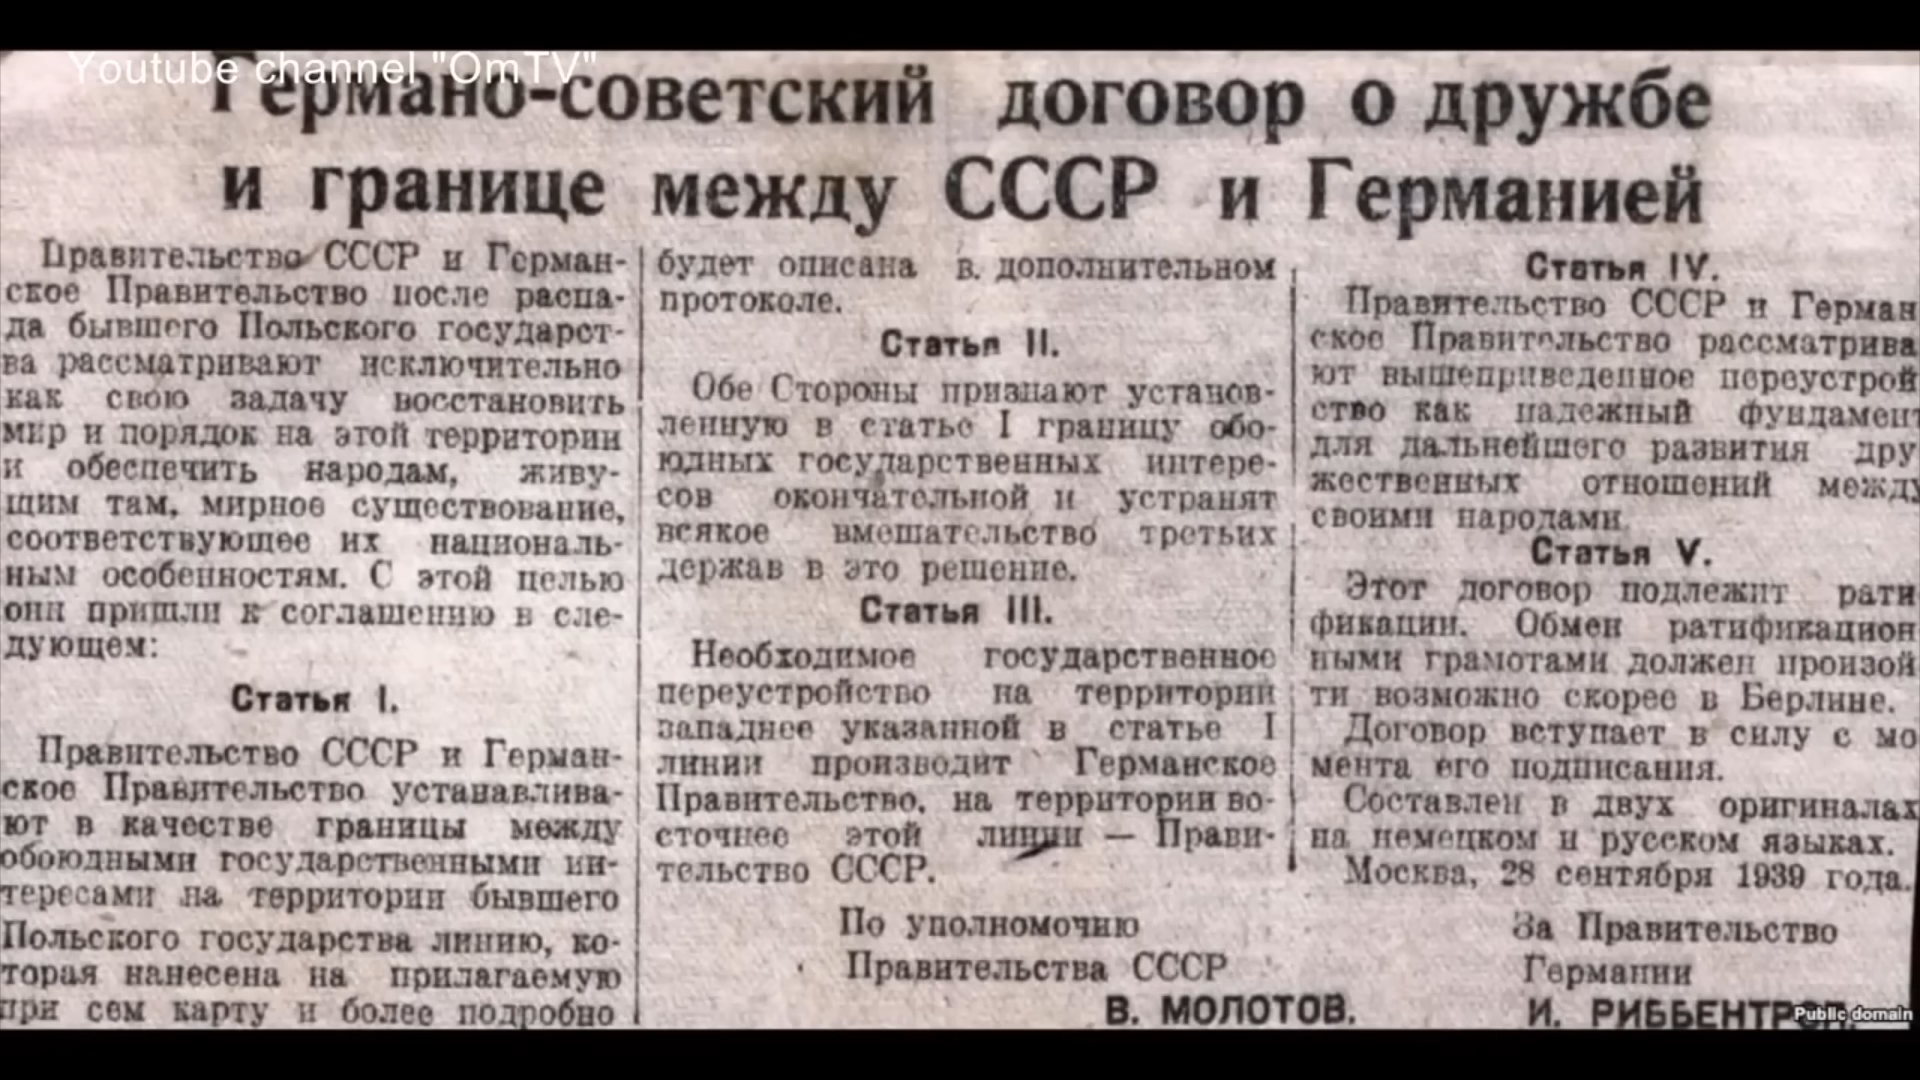 Youtube channel "OmTV"
Германо-советский договор о дружбе
и границе между СССР и Германией
Правительство СССР и Герман-
ское Правительство после распа-
да бывшего Польского государст-
ва рассматривают исключительно
как свою задачу восстановить
мир и порядок на этой территории
и обеспечить народам, живу-
щим там, мирное существование,
соответствующее их националь-
ным особенностям. С этой целью
они пришли к соглашению в сле-
дующем:
Статья I.
Правительство СССР и Герман-
ское Правительство устанавлива-
ют в качестве границы между
обоюдными государственными ин-
тересами на территории бывшего
Польского государства линию, ко-
торая нанесена на прилагаемую
при сем карту и более подробно
будет описана в дополнительном
протоколе.
Статья II.
Обе Стороны признают установ-
ленную в статье I границу обо-
юдных государственных интере-
сов окончательной и устранят
всякое вмешательство третьих
держав в это решение.
Статья III.
Необходимое государственное
переустройство на территории
западнее указанной в статье I
линии производит Германское
Правительство, на территории во-
сточнее этой линии — Прави-
тельство СССР.
Статья IV.
Правительство СССР и Герман
ское Правительство рассматрива
ют вышеприведенное переустрой
ство как надежный фундамент
для дальнейшего развития дру
жественных отношений между
своими народами
Статья V.
Этот договор подлежит рати
фикации. Обмен ратификацион
ными грамотами должен произой
ти возможно скорее в Берлине.
Договор вступает в силу с мо
мента его подписания.
Составлен в двух оригиналах
на немецком и русском языках.
Москва, 28 сентября 1939 года.
По уполномочию
Правительства СССР
В. МОЛОТОВ.
За Правительство
Германии
И. РИББЕНТРОП.
Public domain